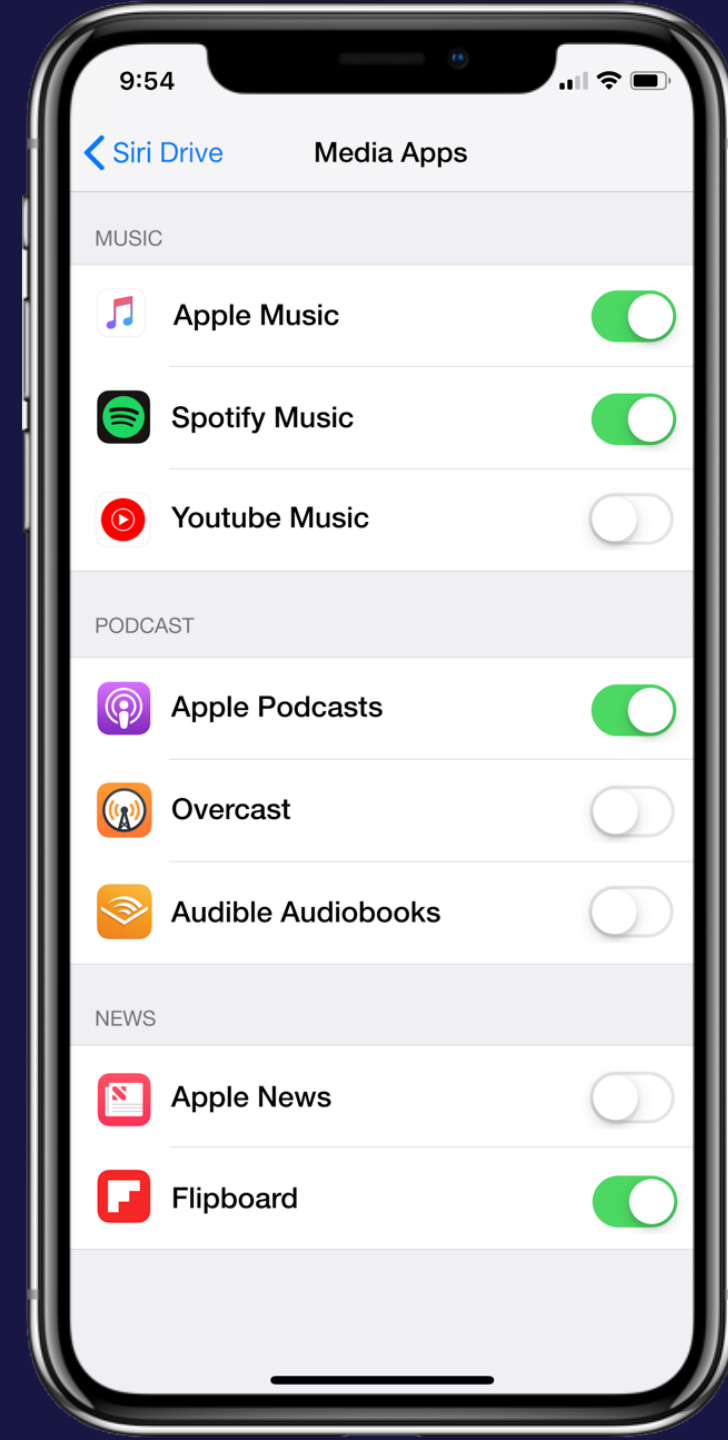 9:54
Siri Drive Media Apps
MUSIC
Apple Music
Spotify Music
Youtube Music
PODCAST
Apple Podcasts
Overcast
Audible Audiobooks
NEWS
Apple News
Flipboard